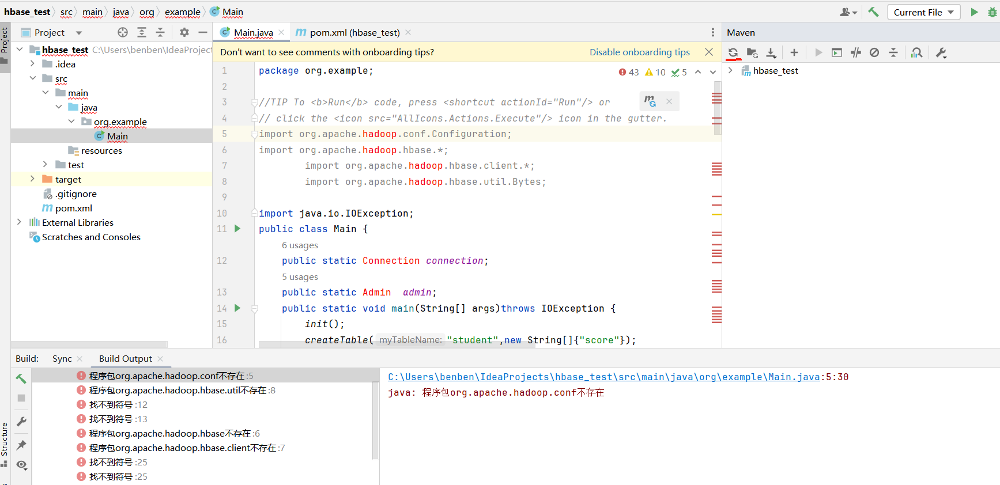 hbase_test src main java org example Main
Current File
Project
Project
Main.java
pom.xml (hbase_test)
Maven
hbase_test C:\Users\benben\IdeaProject
.idea
src
main
java
org.example
Main
resources
test
target
.gitignore
pom.xml
External Libraries
Scratches and Consoles
Don't want to see comments with onboarding tips?
Disable onboarding tips
43 10 5
1 package org.example;
2
3 //TIP To <b>Run</b> code, press <shortcut actionId="Run"/> or
4 // click the <icon src="AllIcons.Actions.Execute"/> icon in the gutter.
5 import org.apache.hadoop.conf.Configuration;
6 import org.apache.hadoop.hbase.*;
7 import org.apache.hadoop.hbase.client.*;
8 import org.apache.hadoop.hbase.util.Bytes;
9
10 import java.io.IOException;
11 public class Main {
6 usages
12 public static Connection connection;
5 usages
13 public static Admin  admin;
14 public static void main(String[] args)throws IOException {
15 init();
16 createTable( myTableName: "student",new String[]{"score"});
hbase_test
Build:
Sync
Build Output
程序包org.apache.hadoop.conf不存在 :5
程序包org.apache.hadoop.hbase.util不存在 :8
找不到符号 :12
找不到符号 :13
程序包org.apache.hadoop.hbase不存在 :6
程序包org.apache.hadoop.hbase.client不存在 :7
找不到符号 :25
找不到符号 :25
C:\Users\benben\IdeaProjects\hbase_test\src\main\java\org\example\Main.java:5:30
java: 程序包org.apache.hadoop.conf不存在
Structure